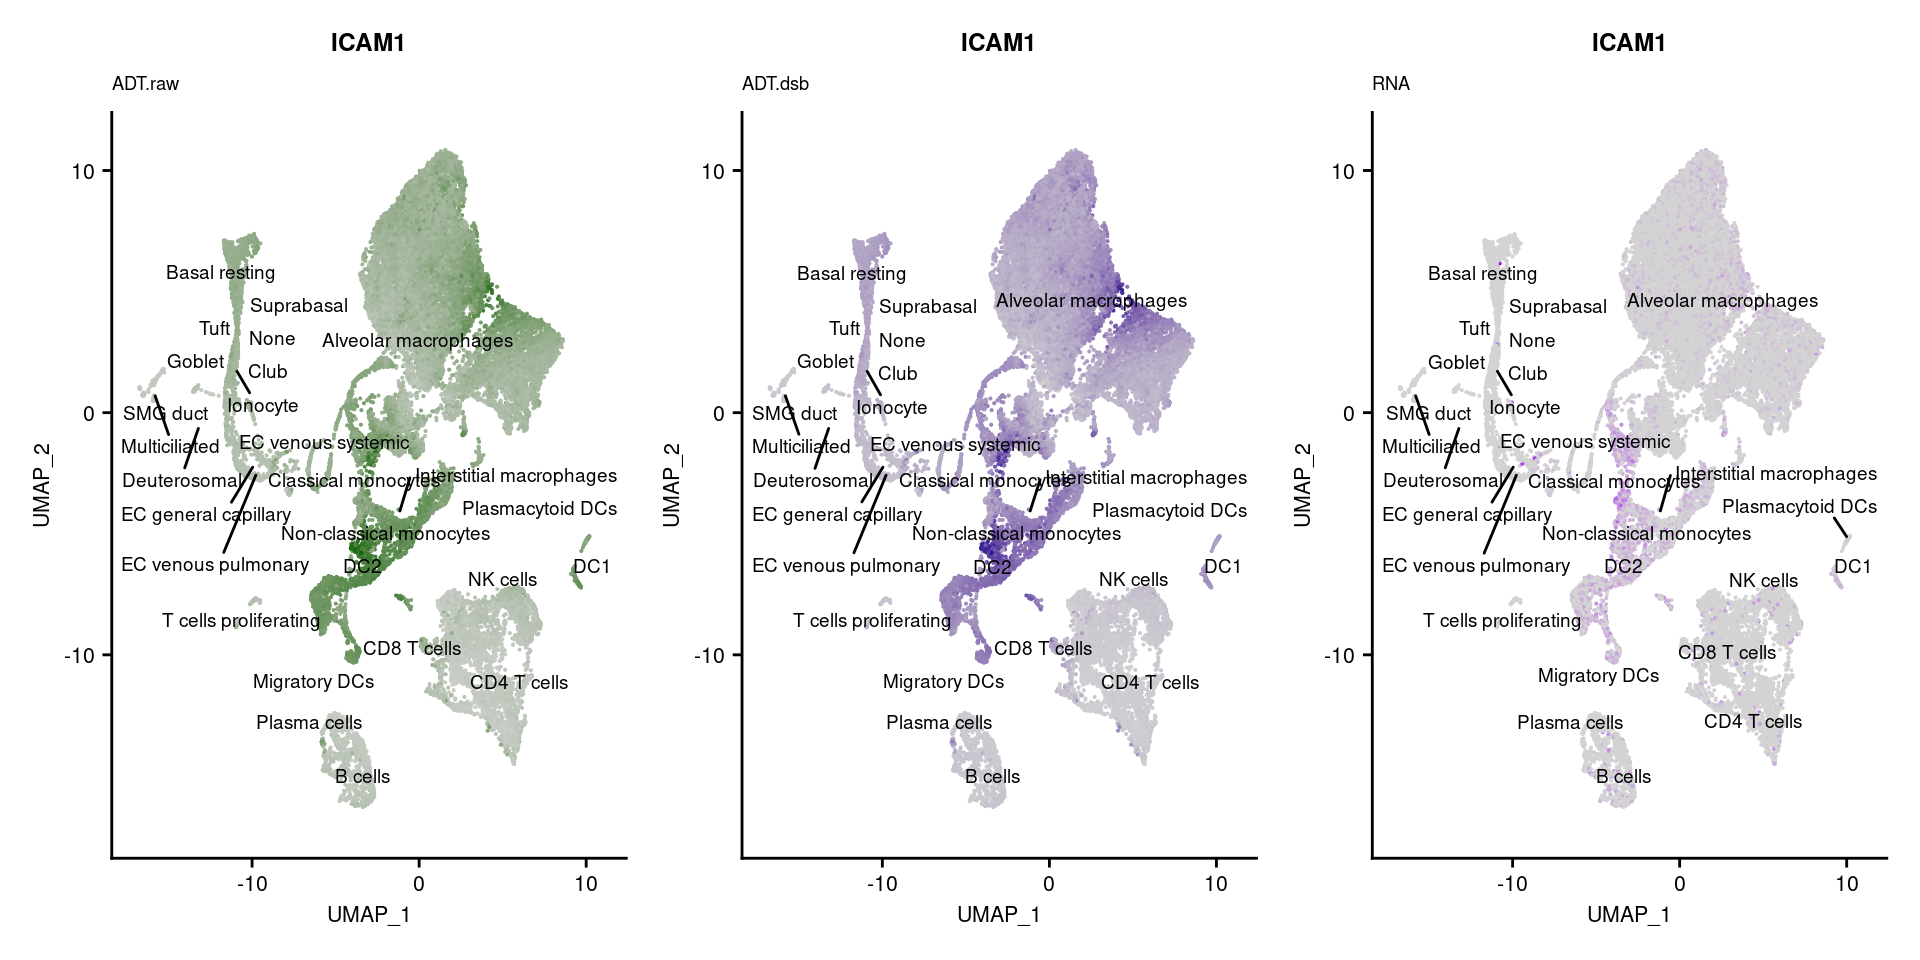 ICAM1
ADT.raw
UMAP_2
10
0
-10
Basal resting
Suprabasal
Tuft
None
Alveolar macrophages
Goblet
Club
Ionocyte
SMG duct
EC venous systemic
Multiciliated
Interstitial macrophages
Deuterosomal
Classical monocytes
Plasmacytoid DCs
EC general capillary
Non-classical monocytes
EC venous pulmonary
DC2
DC1
NK cells
T cells proliferating
CD8 T cells
Migratory DCs
CD4 T cells
Plasma cells
B cells
-10
0
10
UMAP_1
ICAM1
ADT.dsb
UMAP_2
10
0
-10
Basal resting
Alveolar macrophages
Suprabasal
Tuft
None
Goblet
Club
Ionocyte
SMG duct
EC venous systemic
Multiciliated
Interstitial macrophages
Deuterosomal
Classical monocytes
Plasmacytoid DCs
EC general capillary
Non-classical monocytes
EC venous pulmonary
DC2
DC1
NK cells
T cells proliferating
CD8 T cells
Migratory DCs
CD4 T cells
Plasma cells
B cells
-10
0
10
UMAP_1
ICAM1
RNA
UMAP_2
10
0
-10
Basal resting
Alveolar macrophages
Suprabasal
Tuft
None
Goblet
Club
Ionocyte
SMG duct
EC venous systemic
Multiciliated
Interstitial macrophages
Deuterosomal
Classical monocytes
Plasmacytoid DCs
EC general capillary
Non-classical monocytes
EC venous pulmonary
DC2
DC1
NK cells
T cells proliferating
CD8 T cells
Migratory DCs
CD4 T cells
Plasma cells
B cells
-10
0
10
UMAP_1